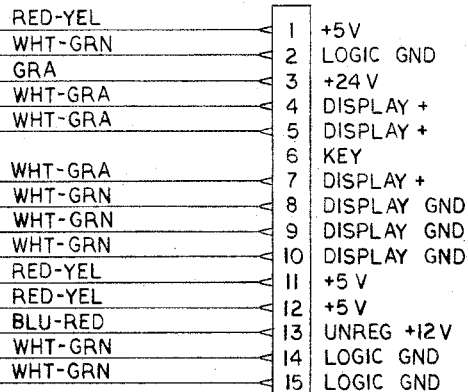 RED-YEL 1 +5V
WHT-GRN 2 LOGIC GND
GRA 3 +24V
WHT-GRA 4 DISPLAY +
WHT-GRA 5 DISPLAY +
6 KEY
WHT-GRA 7 DISPLAY +
WHT-GRN 8 DISPLAY GND
WHT-GRN 9 DISPLAY GND
WHT-GRN 10 DISPLAY GND
RED-YEL 11 +5 V
RED-YEL 12 +5 V
BLU-RED 13 UNREG +12V
WHT-GRN 14 LOGIC GND
WHT-GRN 15 LOGIC GND